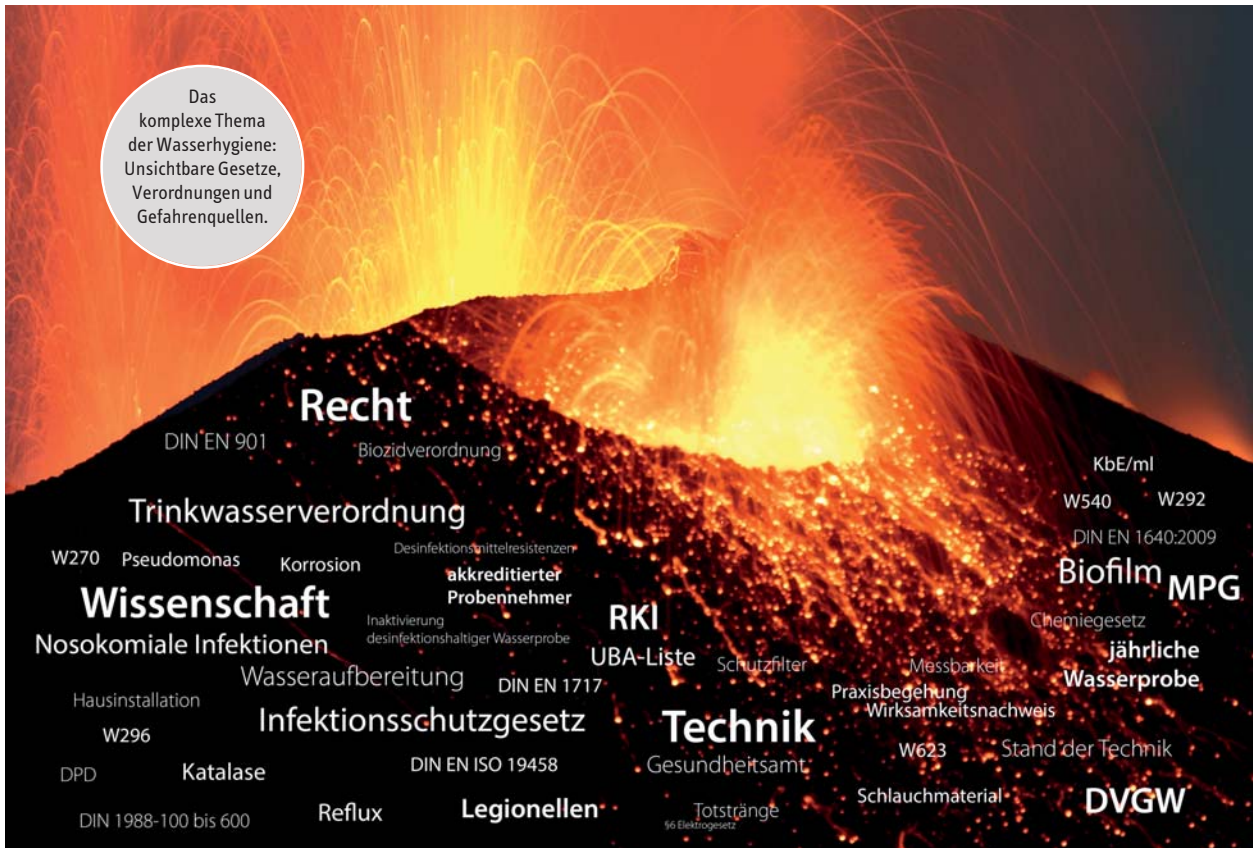 Das
komplexe Thema
der Wasserhygiene:
Unsichtbare Gesetze,
Verordnungen und
Gefahrenquellen.
Recht
DIN EN 901
Biozidverordnung
KbE/ml
W540
W292
Trinkwasserverordnung
DIN EN 1640:2009
W270
Pseudomonas
Korrosion
Desinfektionsmittelresistenzen
akkreditierter
Probennehmer
Biofilm
MPG
Wissenschaft
Inaktivierung
desinfektionshaltiger Wasserprobe
RKI
Chemiegesetz
Nosokomiale Infektionen
UBA-Liste
Schutzfilter
Messbarkeit
jährliche
Wasserprobe
Wasseraufbereitung
DIN EN 1717
Praxisbegehung
Wirksamkeitsnachweis
Hausinstallation
Infektionsschutzgesetz
Technik
W296
W623
Stand der Technik
DPD
Katalase
DIN EN ISO 19458
Gesundheitsamt
Schlauchmaterial
DVGW
DIN 1988-100 bis 600
Reflux
Legionellen
Totstränge
§6 Elektrogesetz